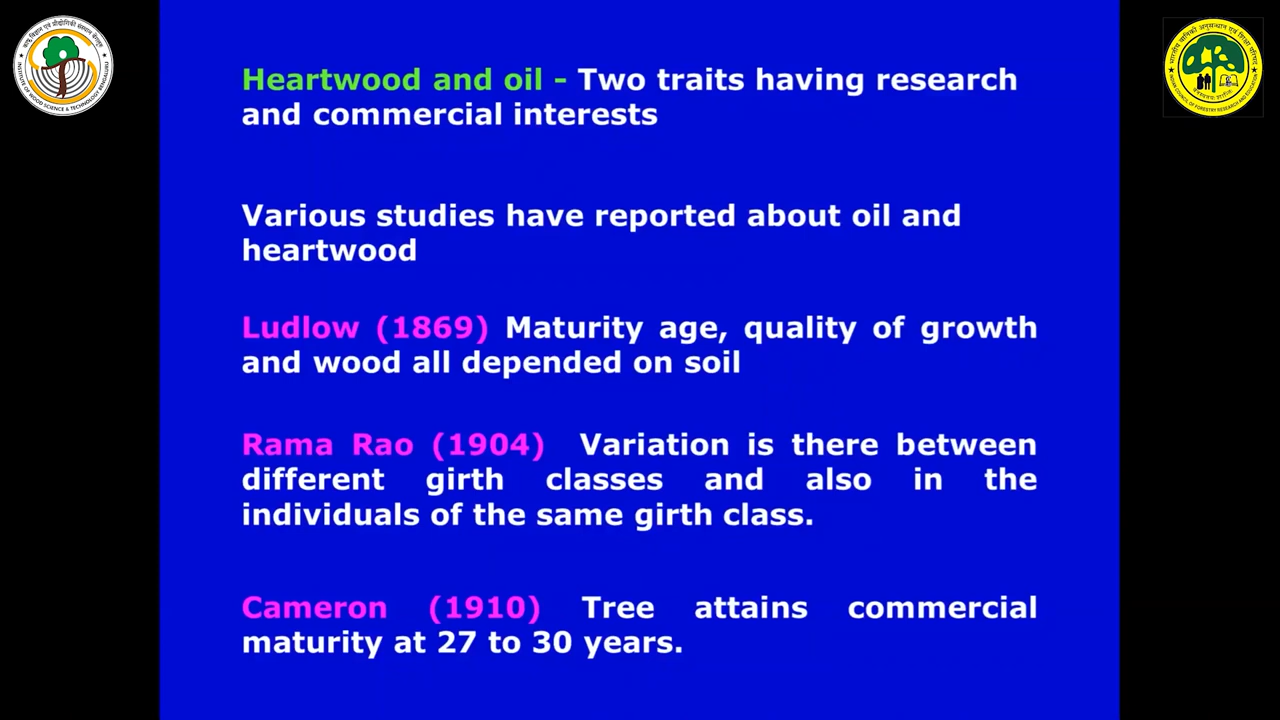 Heartwood and oil - Two traits having research
and commercial interests
Various studies have reported about oil and
heartwood
Ludlow (1869) Maturity age, quality of growth
and wood all depended on soil
Rama Rao (1904) Variation is there between
different girth classes and also in the
individuals of the same girth class.
Cameron (1910) Tree attains commercial
maturity at 27 to 30 years.